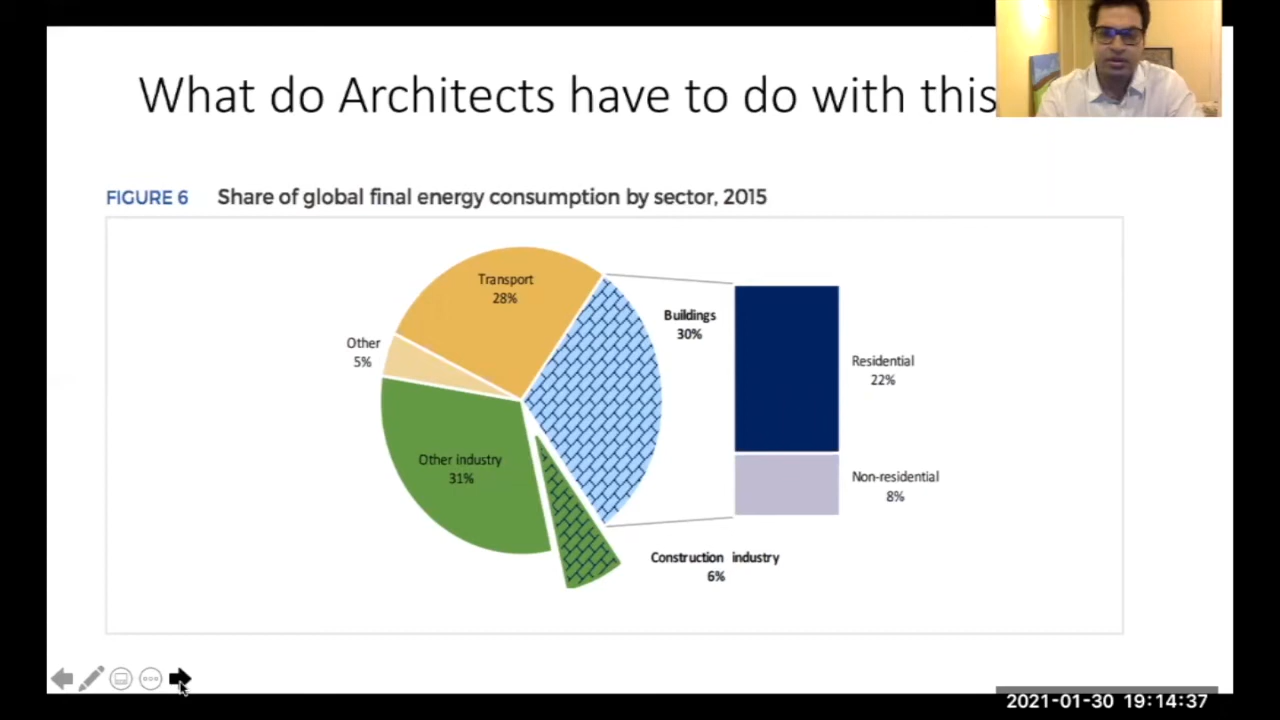 What do Architects have to do with this
FIGURE 6 Share of global final energy consumption by sector, 2015
Transport
28%
Buildings
30%
Other
5%
Residential
22%
Other industry
31%
Non-residential
8%
Construction industry
6%
2021-01-30 19:14:37